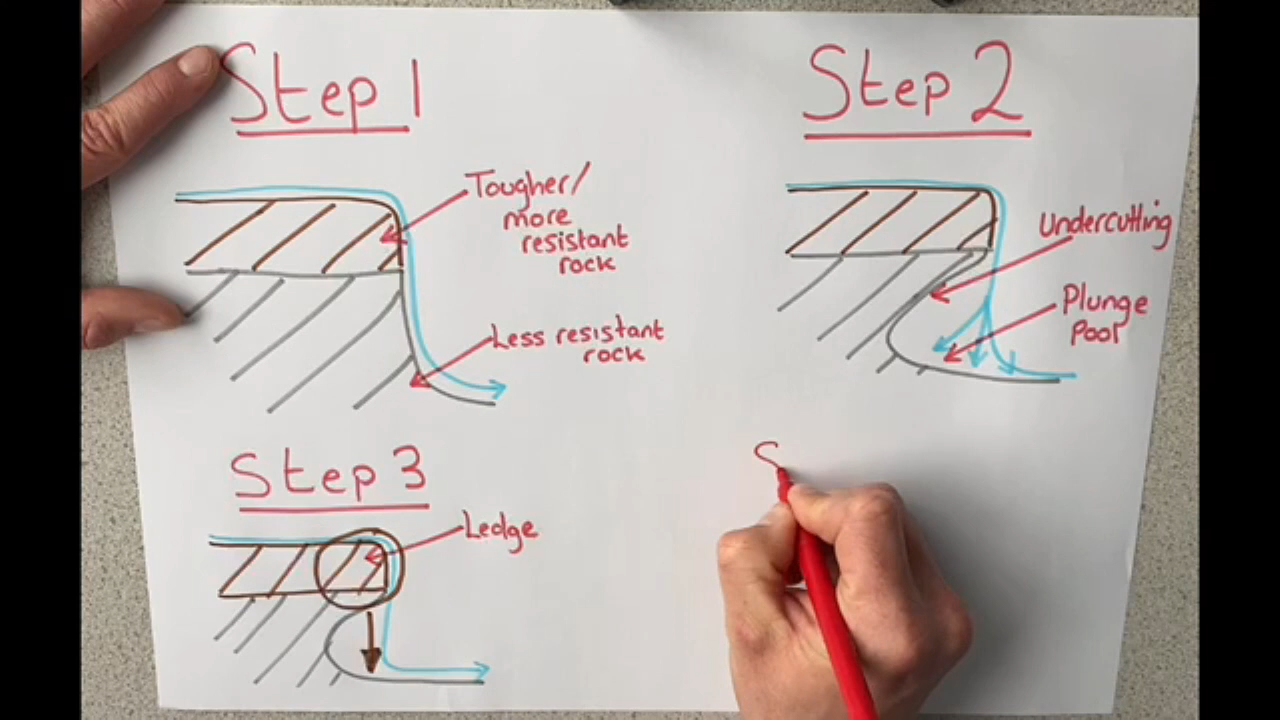 Step 1
Tougher/
more
resistant
rock
Less resistant
rock
Step 2
Undercutting
Plunge
Pool
Step 3
Ledge
S